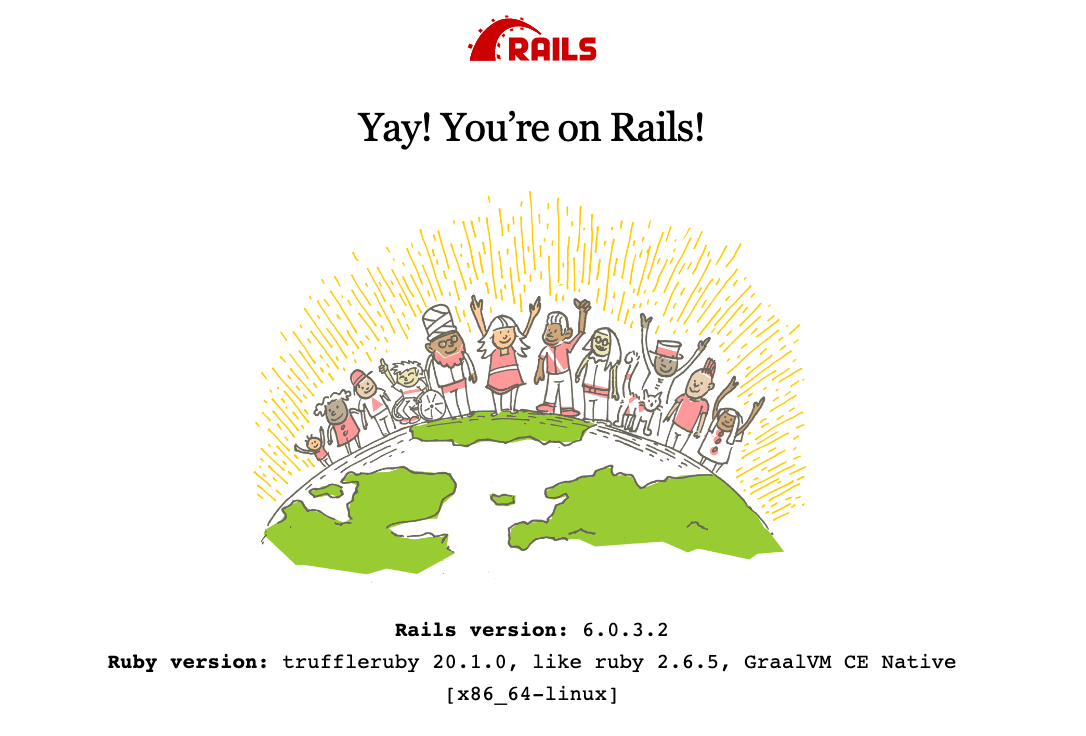 RAILS
Yay! You’re on Rails!
Rails version: 6.0.3.2
Ruby version: truffleruby 20.1.0, like ruby 2.6.5, GraalVM CE Native
[x86_64-linux]